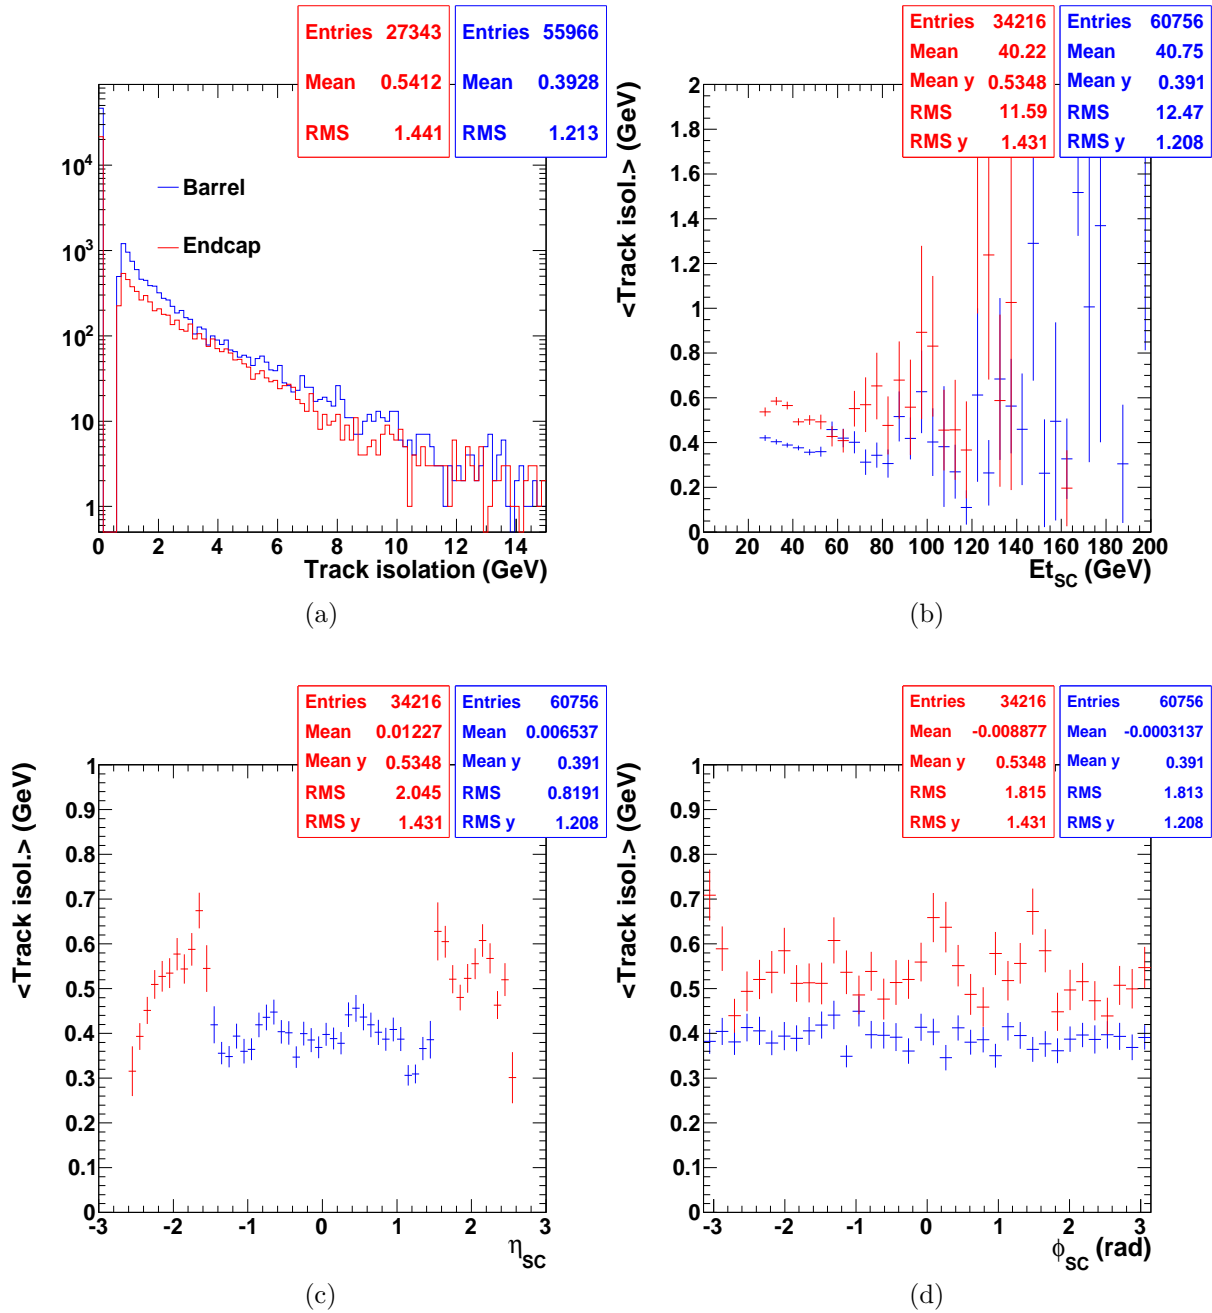 Entries 27343
Mean 0.5412
RMS 1.441
Entries 55966
Mean 0.3928
RMS 1.213
Barrel
Endcap
10⁴
10³
10²
10
1
0 2 4 6 8 10 12 14
Track isolation (GeV)
(a)
Entries 34216
Mean 40.22
Mean y 0.5348
RMS 11.59
RMS y 1.431
Entries 60756
Mean 40.75
Mean y 0.391
RMS 12.47
RMS y 1.208
<Track isol.> (GeV)
2
1.8
1.6
1.4
1.2
1
0.8
0.6
0.4
0.2
0
0 20 40 60 80 100 120 140 160 180 200
Et_SC (GeV)
(b)
Entries 34216
Mean 0.01227
Mean y 0.5348
RMS 2.045
RMS y 1.431
Entries 60756
Mean 0.006537
Mean y 0.391
RMS 0.8191
RMS y 1.208
<Track isol.> (GeV)
1
0.9
0.8
0.7
0.6
0.5
0.4
0.3
0.2
0.1
0
-3 -2 -1 0 1 2 3
η_SC
(c)
Entries 34216
Mean -0.008877
Mean y 0.5348
RMS 1.815
RMS y 1.431
Entries 60756
Mean -0.0003137
Mean y 0.391
RMS 1.813
RMS y 1.208
<Track isol.> (GeV)
1
0.9
0.8
0.7
0.6
0.5
0.4
0.3
0.2
0.1
0
-3 -2 -1 0 1 2 3
ϕ_SC (rad)
(d)